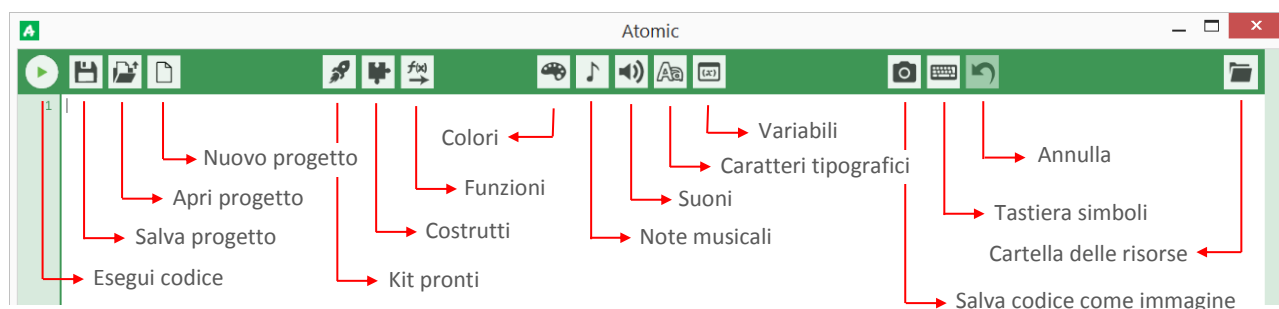 Atomic
1
Colori
Variabili
Nuovo progetto
Caratteri tipografici
Annulla
Apri progetto
Funzioni
Suoni
Salva progetto
Costrutti
Note musicali
Tastiera simboli
Esegui codice
Kit pronti
Cartella delle risorse
Salva codice come immagine